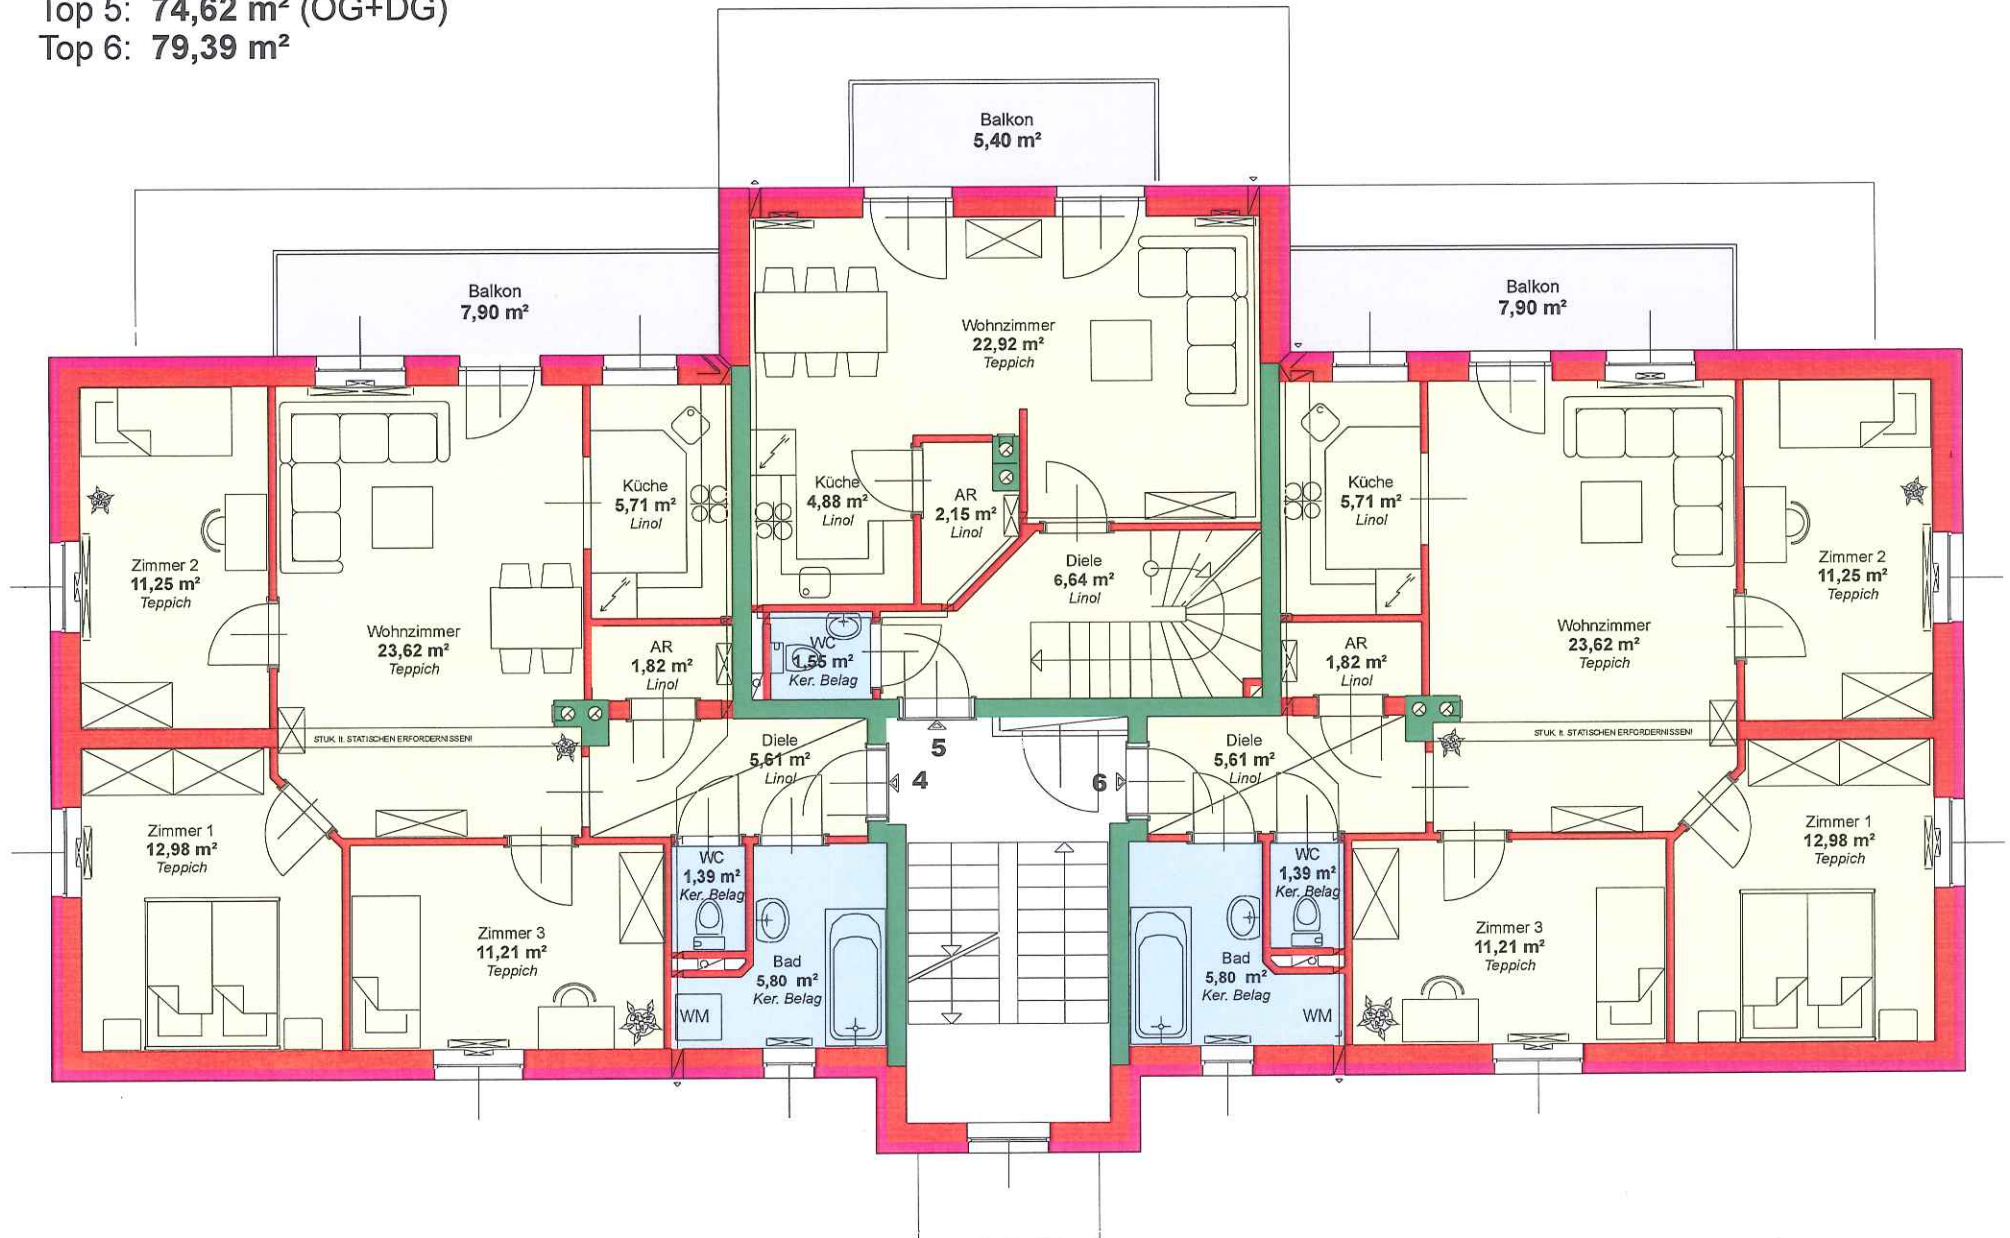 Top 5: 74,62 m² (OG+DG)
Top 6: 79,39 m²
Balkon
5,40 m²
Balkon
7,90 m²
Balkon
7,90 m²
Wohnzimmer
22,92 m²
Teppich
Küche
5,71 m²
Linol
Küche
4,88 m²
Linol
AR
2,15 m²
Linol
Küche
5,71 m²
Linol
Zimmer 2
11,25 m²
Teppich
Diele
6,64 m²
Linol
Zimmer 2
11,25 m²
Teppich
Wohnzimmer
23,62 m²
Teppich
AR
1,82 m²
Linol
WC
1,55 m²
Ker. Belag
AR
1,82 m²
Linol
Wohnzimmer
23,62 m²
Teppich
STUK lt. STATISCHEN ERFORDERNISSEN!
STUK lt. STATISCHEN ERFORDERNISSEN!
Diele
5,61 m²
Linol
5
4
6
Diele
5,61 m²
Linol
Zimmer 1
12,98 m²
Teppich
WC
1,39 m²
Ker. Belag
WC
1,39 m²
Ker. Belag
Zimmer 1
12,98 m²
Teppich
Zimmer 3
11,21 m²
Teppich
Bad
5,80 m²
Ker. Belag
Bad
5,80 m²
Ker. Belag
Zimmer 3
11,21 m²
Teppich
WM
WM